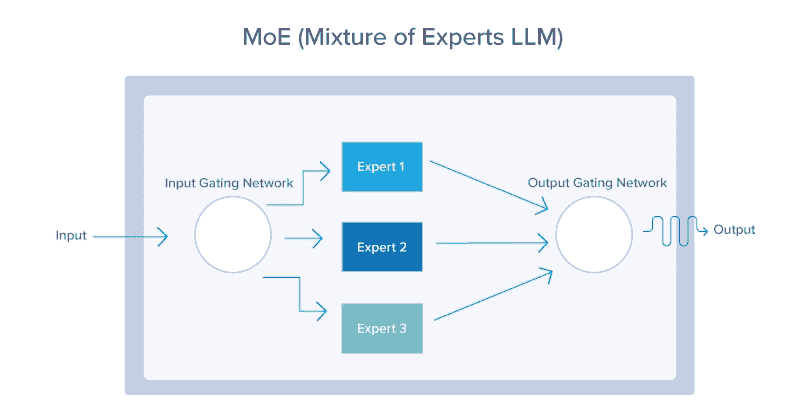 MoE (Mixture of Experts LLM)
Input Gating Network
Expert 1
Output Gating Network
Input
Expert 2
Output
Expert 3